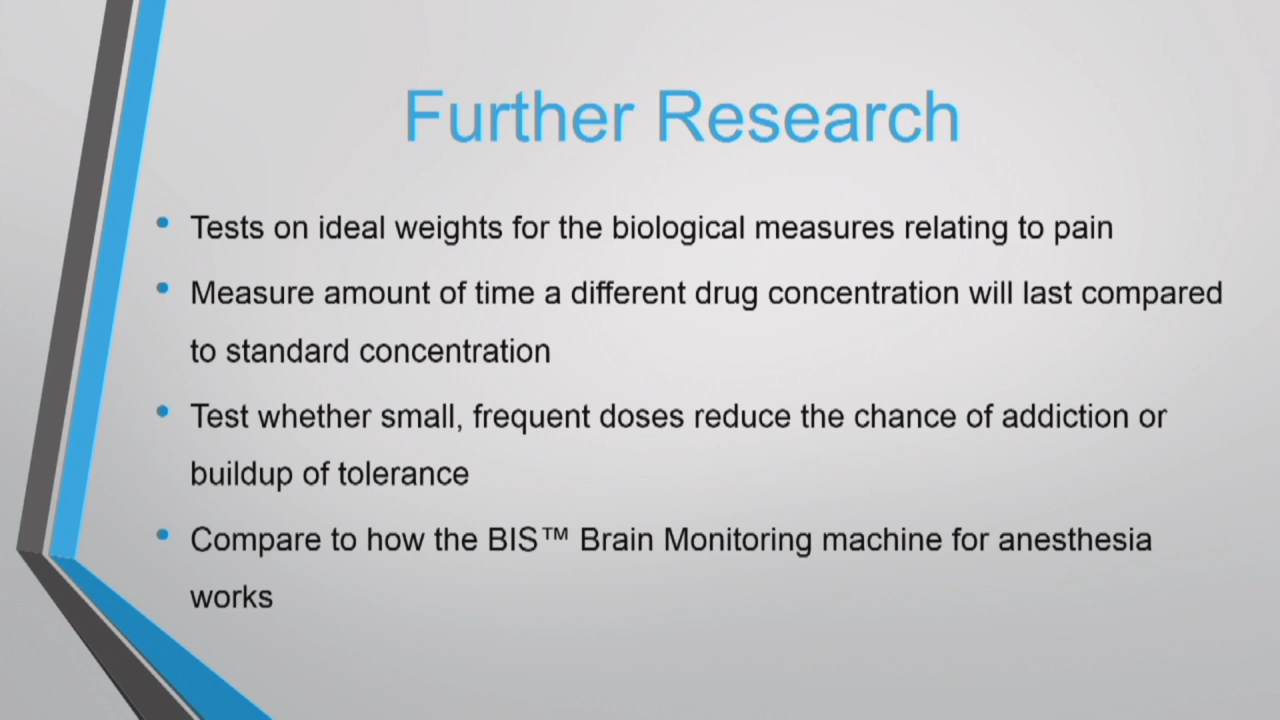 Further Research
• Tests on ideal weights for the biological measures relating to pain
• Measure amount of time a different drug concentration will last compared
to standard concentration
• Test whether small, frequent doses reduce the chance of addiction or
buildup of tolerance
• Compare to how the BIS™ Brain Monitoring machine for anesthesia
works